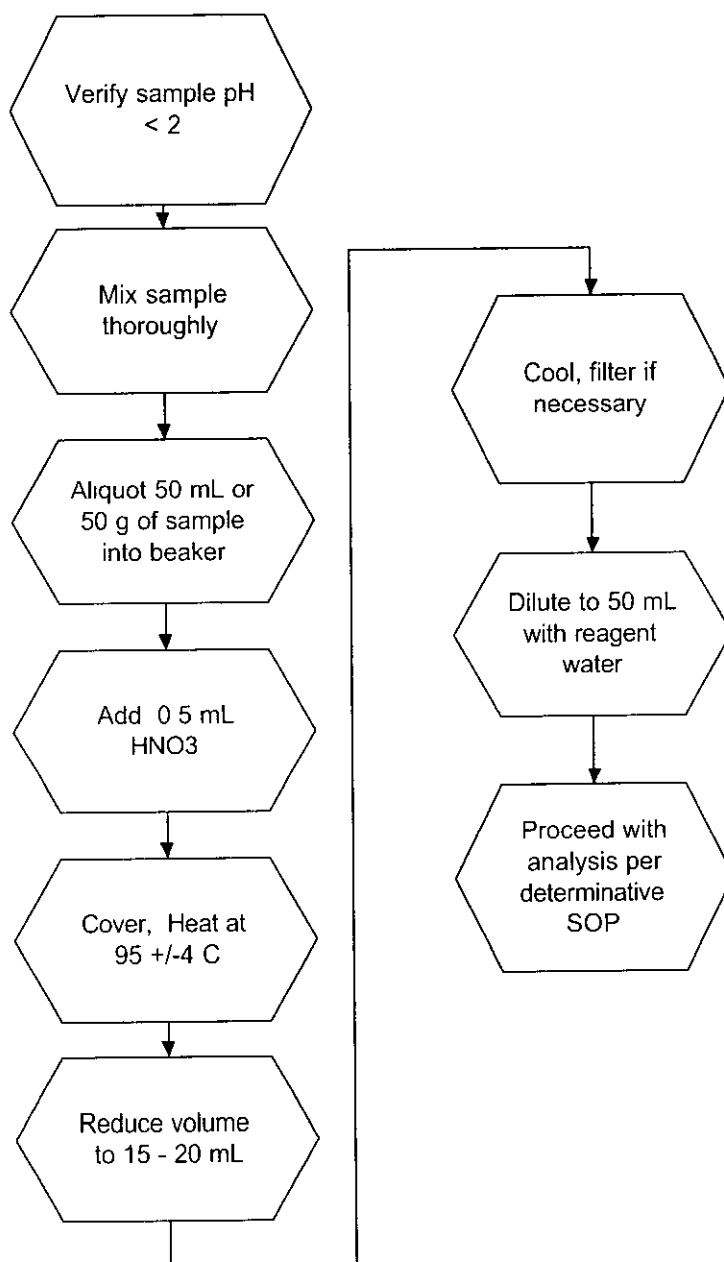 Verify sample pH
< 2
Mix sample
thoroughly
Aliquot 50 mL or
50 g of sample
into beaker
Add 0 5 mL
HNO3
Cover, Heat at
95 +/-4 C
Reduce volume
to 15 - 20 mL
Cool, filter if
necessary
Dilute to 50 mL
with reagent
water
Proceed with
analysis per
determinative
SOP